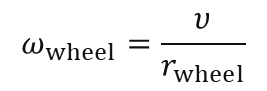 ω_wheel = υ / r_wheel